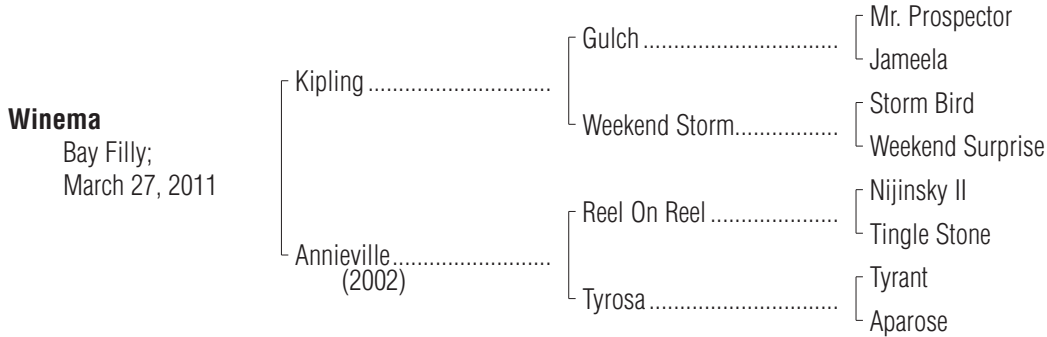 Mr. Prospector
Gulch ................................
Jameela
Kipling ..............................
Storm Bird
Weekend Storm.................
Weekend Surprise
Winema
Bay Filly;
March 27, 2011
Nijinsky II
Reel On Reel .....................
Tingle Stone
Annieville..........................
(2002)
Tyrant
Tyrosa ...............................
Aparose